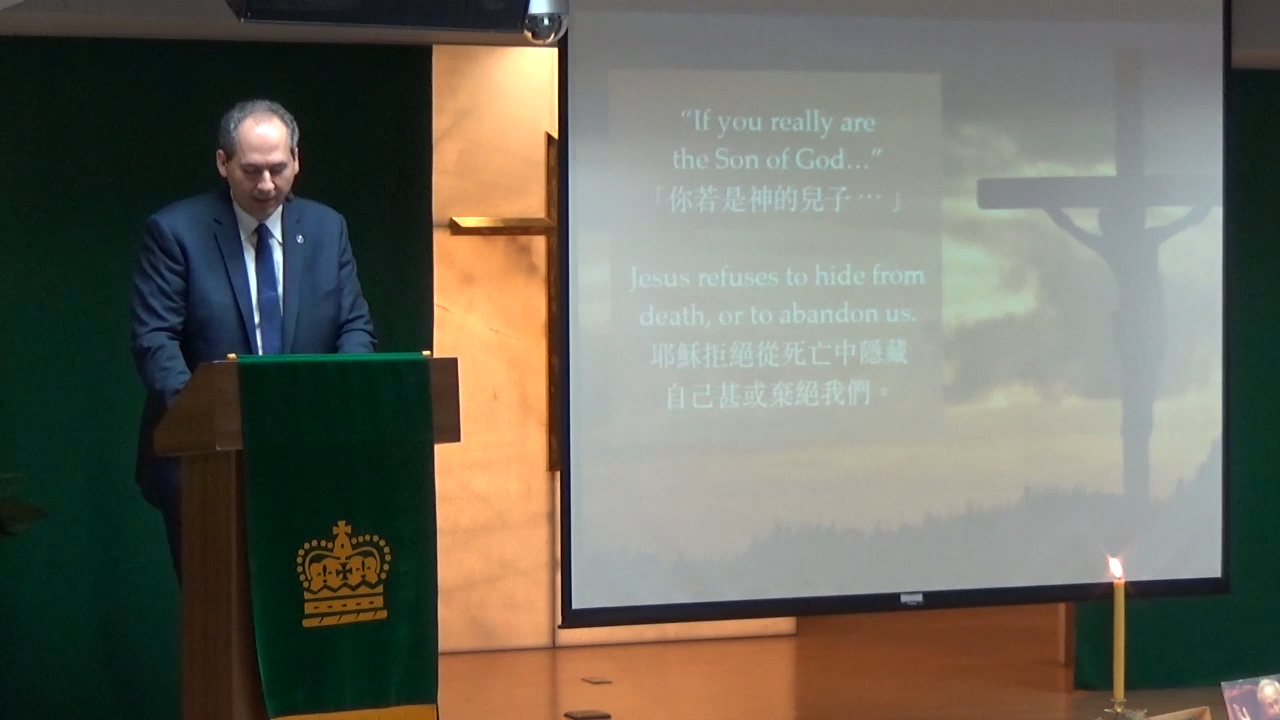 “If you really are
the Son of God...”
「你若是神的兒子…」
Jesus refuses to hide from
death, or to abandon us.
耶穌拒絕從死亡中隱藏
自己甚或棄絕我們。